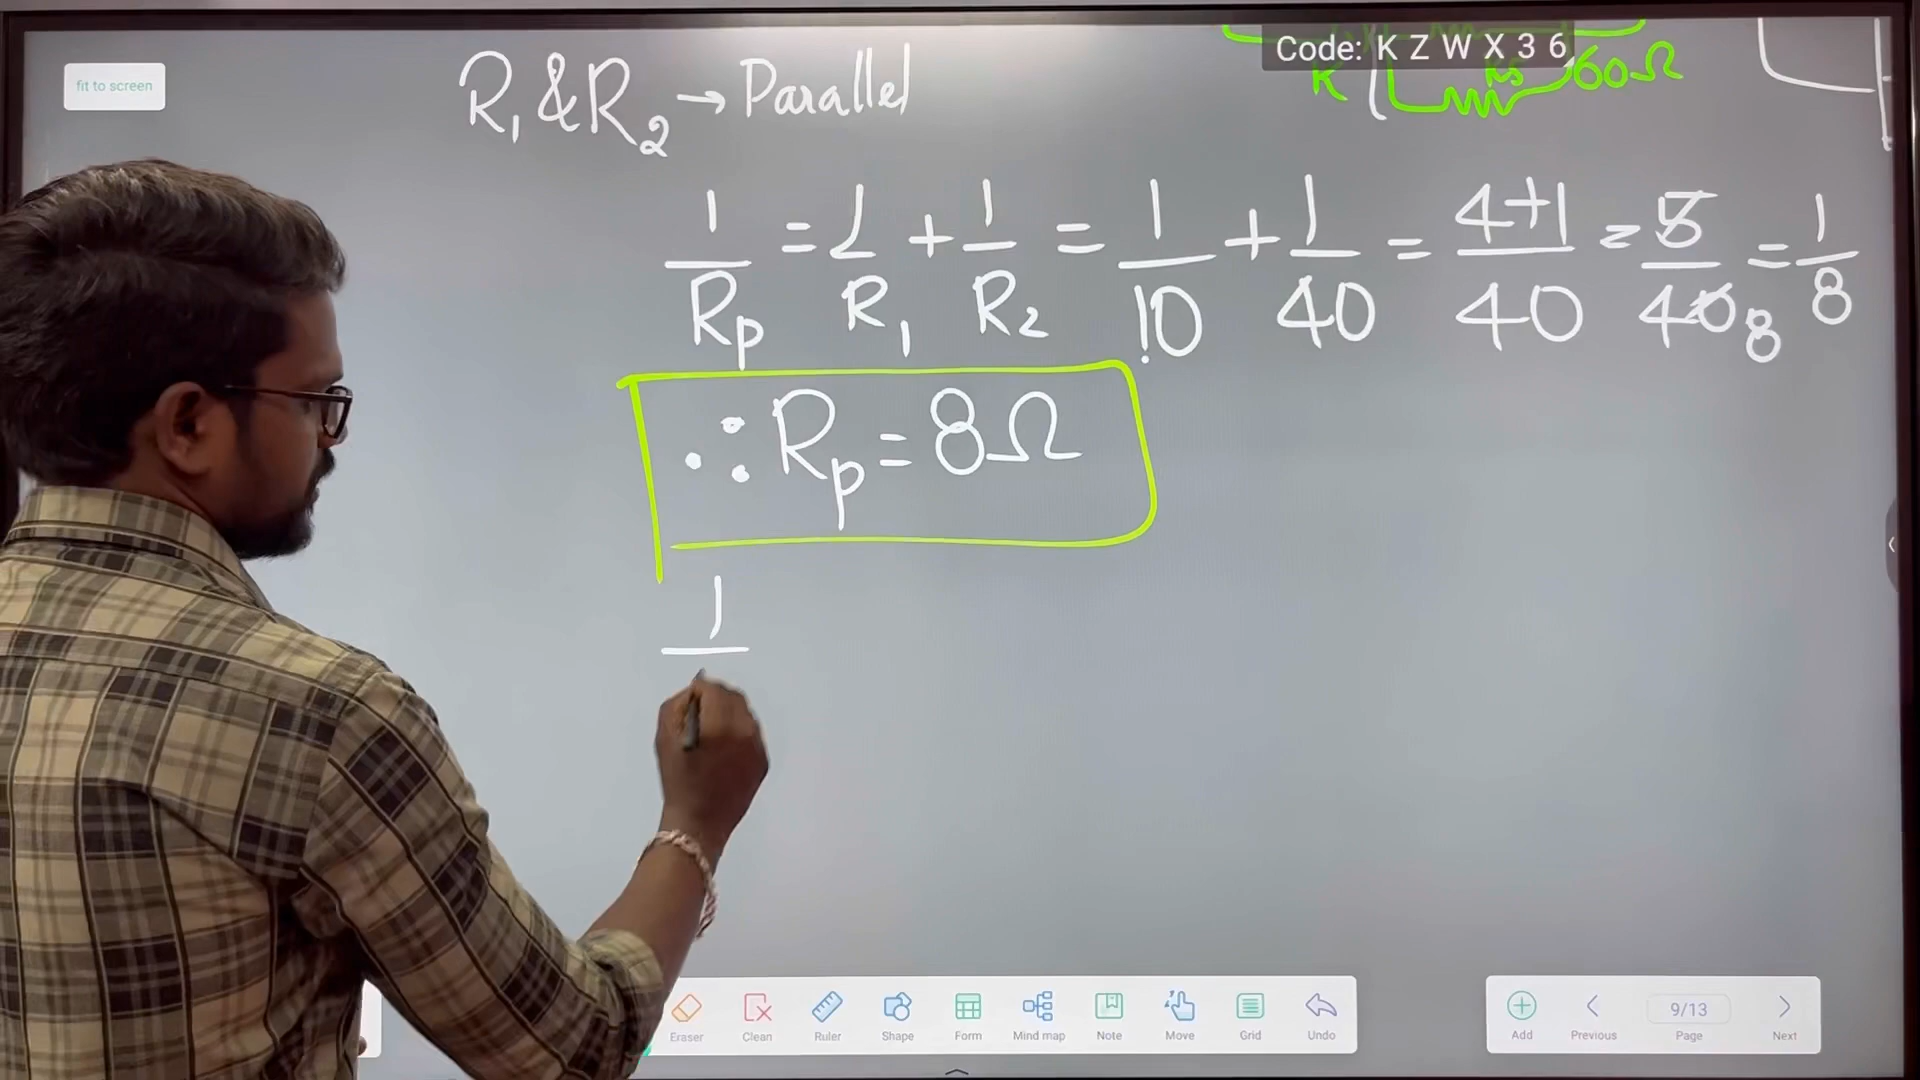 fit to screen
Code: K Z W X 3 6
R₁ & R₂ → Parallel
R₅ 60Ω
1/Rp = 1/R₁ + 1/R₂ = 1/10 + 1/40 = 4+1/40 = 5/40 8 = 1/8
∴ Rp = 8Ω
1
Eraser Clean Ruler Shape Form Mind map Note Move Grid Undo
Add Previous 9/13 Page Next